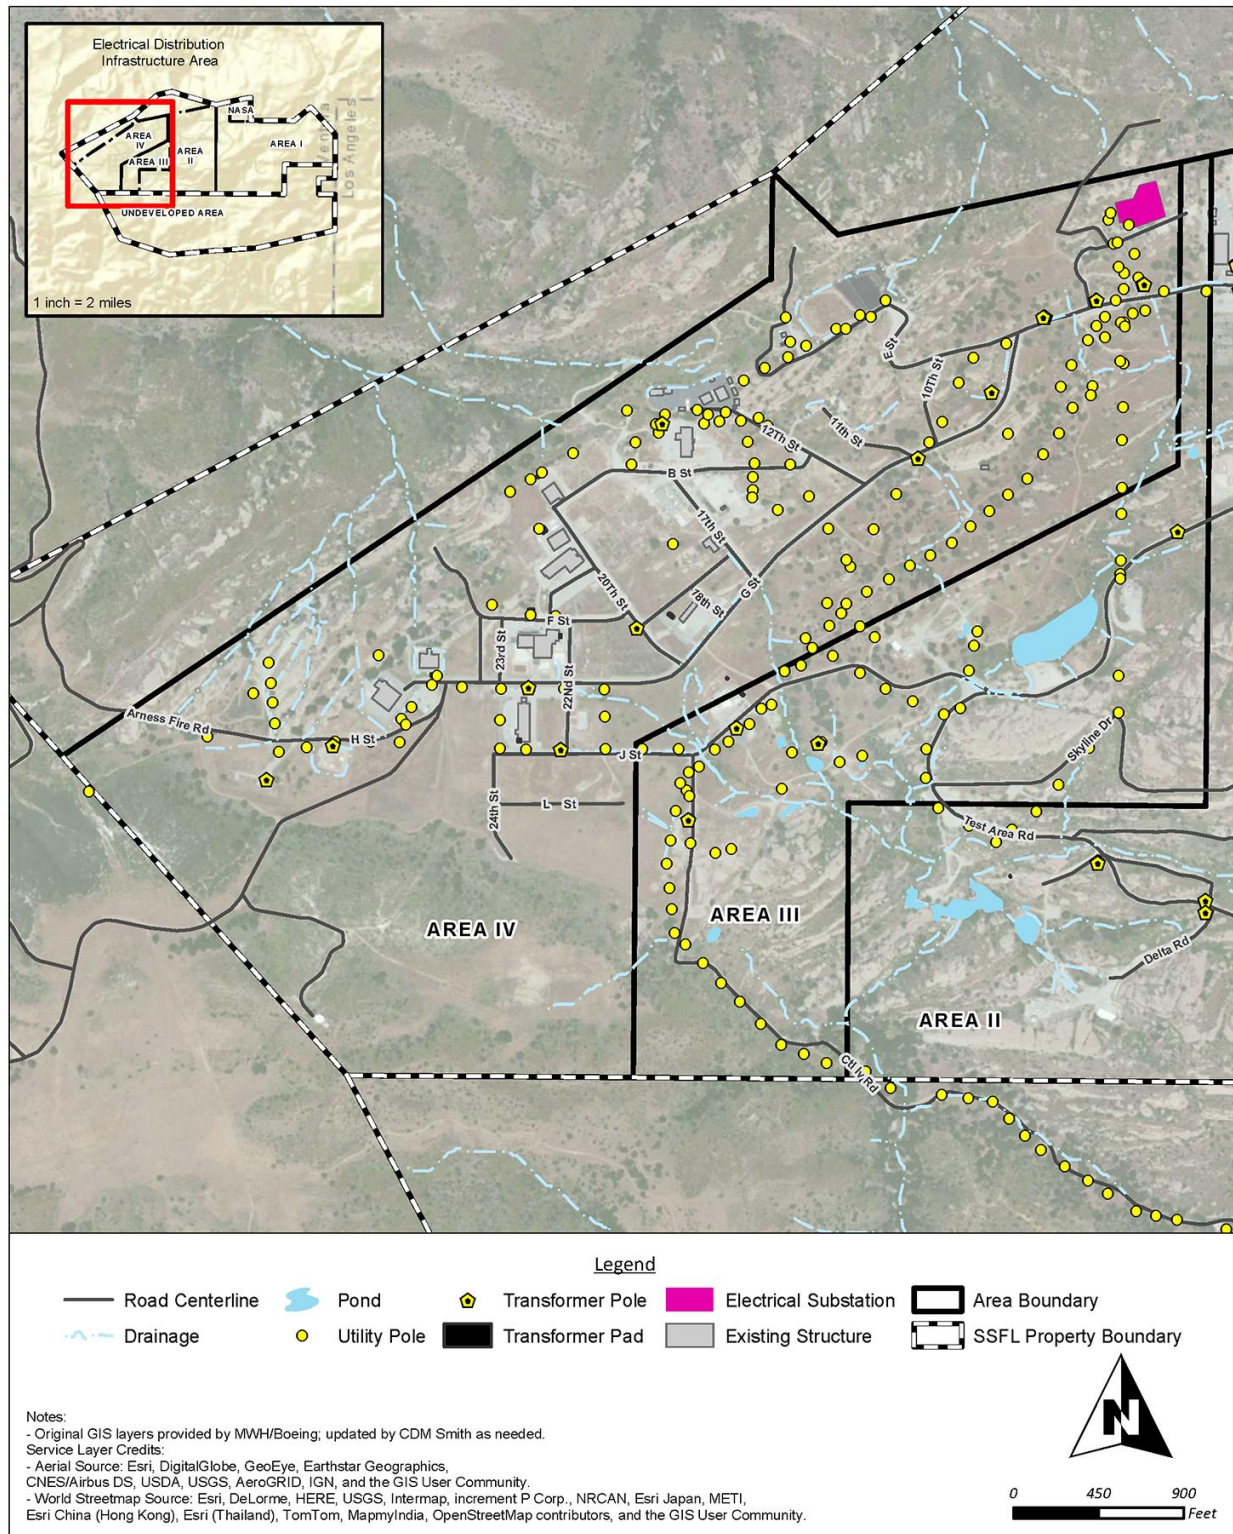 Electrical Distribution
Infrastructure Area
NASA
AREA
IV
AREA III
AREA
II
AREA I
Ventura
Los Angeles
UNDEVELOPED AREA
1 inch = 2 miles
E St
10Th St
11th St
12Th St
B St
17th St
20Th St
18th St
G St
F St
23rd St
22Nd St
Arness Fire Rd
H St
J St
24th St
L St
Skyline Dr
Test Area Rd
Delta Rd
Ctl Iv Rd
AREA IV
AREA III
AREA II
Legend
Road Centerline
Pond
Transformer Pole
Electrical Substation
Area Boundary
Drainage
Utility Pole
Transformer Pad
Existing Structure
SSFL Property Boundary
N
0 450 900
Feet
Notes:
- Original GIS layers provided by MWH/Boeing; updated by CDM Smith as needed.
Service Layer Credits:
- Aerial Source: Esri, DigitalGlobe, GeoEye, Earthstar Geographics,
CNES/Airbus DS, USDA, USGS, AeroGRID, IGN, and the GIS User Community.
- World Streetmap Source: Esri, DeLorme, HERE, USGS, Intermap, increment P Corp., NRCAN, Esri Japan, METI,
Esri China (Hong Kong), Esri (Thailand), TomTom, MapmyIndia, OpenStreetMap contributors, and the GIS User Community.